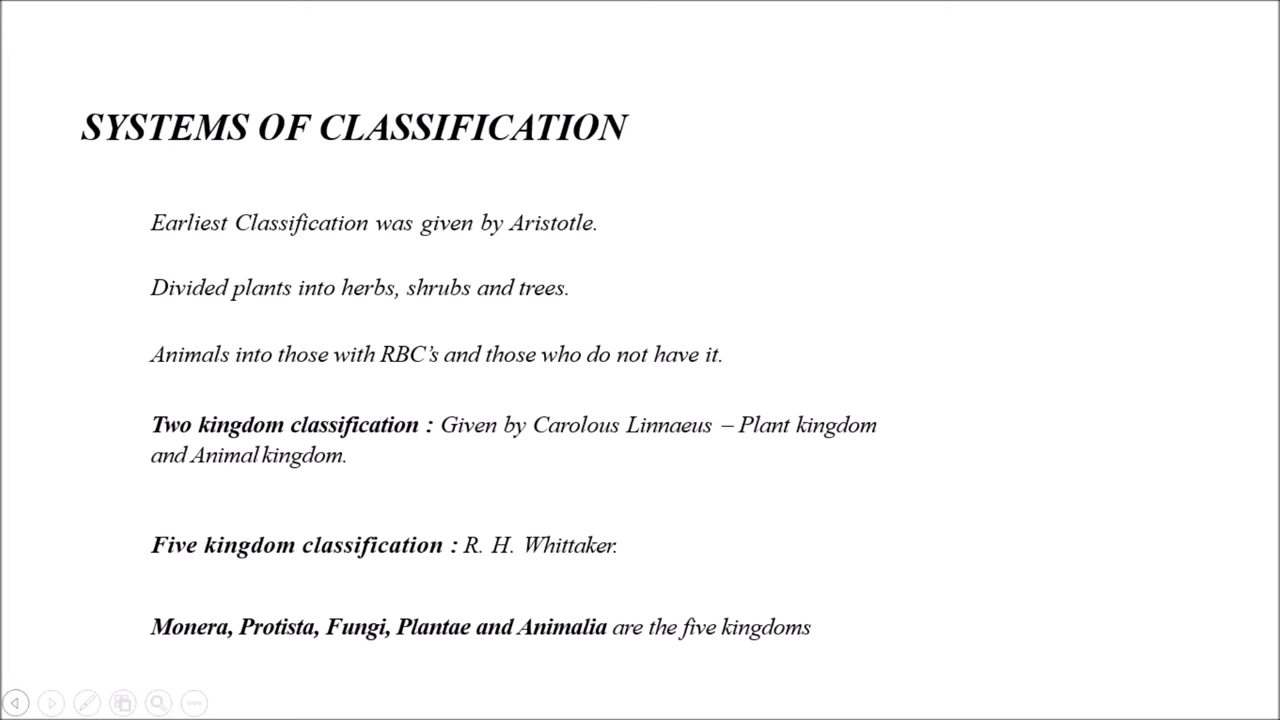 SYSTEMS OF CLASSIFICATION
Earliest Classification was given by Aristotle.
Divided plants into herbs, shrubs and trees.
Animals into those with RBC’s and those who do not have it.
Two kingdom classification : Given by Carolous Linnaeus – Plant kingdom
and Animal kingdom.
Five kingdom classification : R. H. Whittaker.
Monera, Protista, Fungi, Plantae and Animalia are the five kingdoms